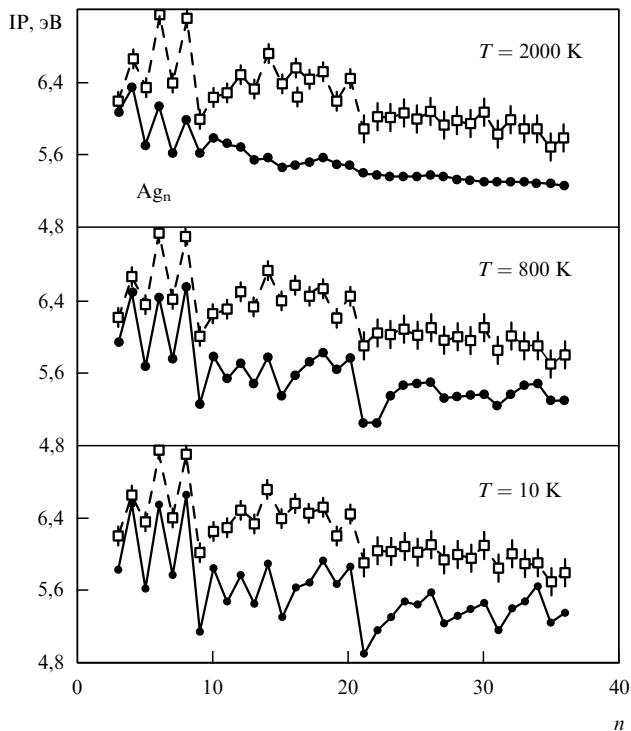 IP, эВ
T = 2000 K
6,4
5,6
Agₙ
4,8
T = 800 K
6,4
5,6
4,8
T = 10 K
6,4
5,6
4,8
0 10 20 30 40
n